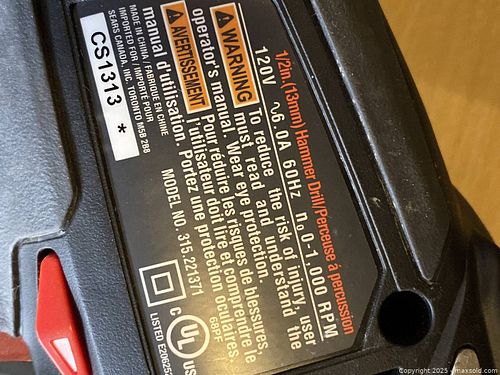 1/2in.(13mm) Hammer Drill/Perceuse à percussion
120V ~6.0A 60Hz n₀0-1,000 RPM
WARNING To reduce the risk of injury, user
must read and understand the
operator's manual. Wear eye protection.
AVERTISSEMENT Pour réduire les risques de blessures,
l'utilisateur doit lire et comprendre le
manuel d'utilisation. Portez une protection oculaires.
MADE IN CHINA / FABRIQUÉ EN CHINE
IMPORTED FOR / IMPORTÉ POUR
SEARS CANADA, INC. TORONTO M5B 2B8
MODEL NO. 315.221371
CS1313 *
C UL US
68PF
Copyright © 2025 - maxsold.com